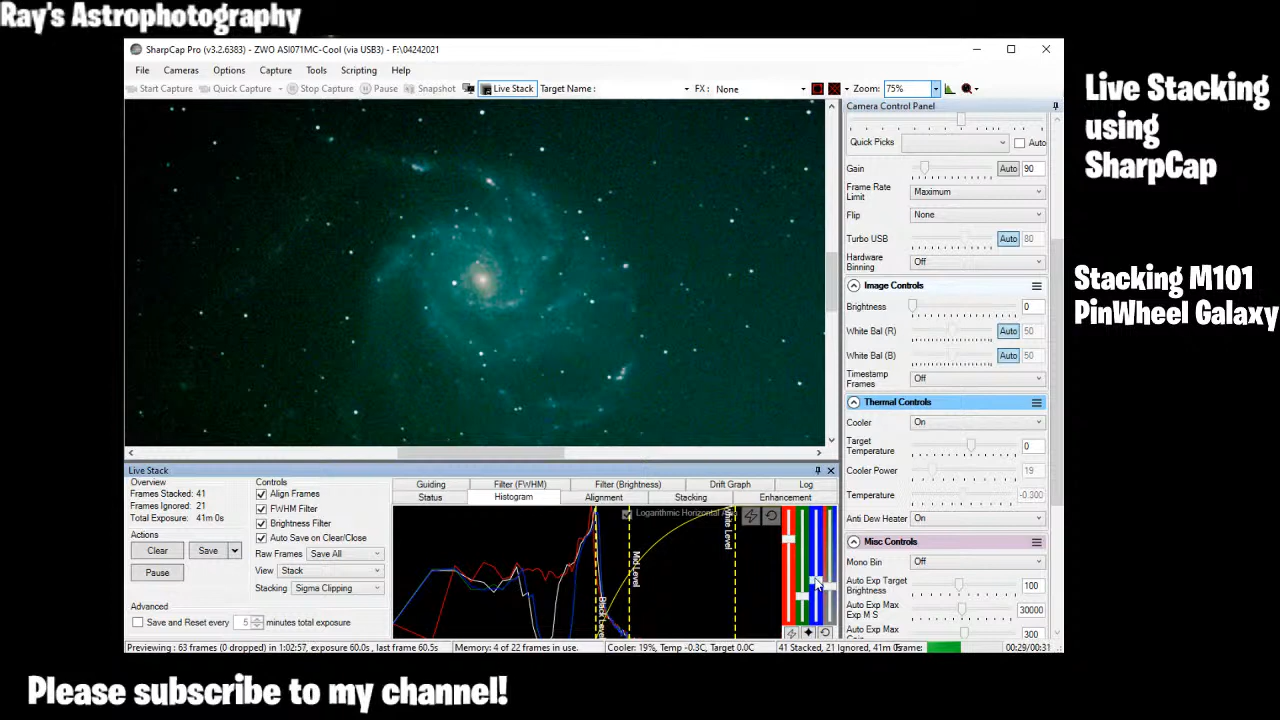 Ray's Astrophotography
SharpCap Pro (v3.2.6383) - ZWO ASI071MC-Cool (via USB3) - F:\04242021
File Cameras Options Capture Tools Scripting Help
Start Capture Quick Capture Stop Capture Pause Snapshot Live Stack Target Name : FX : None Zoom: 75%
Camera Control Panel
Quick Picks Auto
Gain Auto 90
Frame Rate
Limit Maximum
Flip None
Turbo USB Auto 80
Hardware
Binning Off
Image Controls
Brightness 0
White Bal (R) Auto 50
White Bal (B) Auto 50
Timestamp
Frames Off
Thermal Controls
Cooler On
Target
Temperature 0
Cooler Power 19
Temperature -0.300
Anti Dew Heater On
Misc Controls
Mono Bin Off
Auto Exp Target
Brightness 100
Auto Exp Max
Exp M S 30000
Auto Exp Max
300
Live Stack
Overview
Frames Stacked: 41
Frames Ignored: 21
Total Exposure: 41m 0s
Actions
Clear Save
Pause
Advanced
Save and Reset every 5 minutes total exposure
Controls
Align Frames
FWHM Filter
Brightness Filter
Auto Save on Clear/Close
Raw Frames Save All
View Stack
Stacking Sigma Clipping
Guiding Filter (FWHM) Filter (Brightness) Drift Graph Log
Status Histogram Alignment Stacking Enhancement
Logarithmic Horizontal
Black Level
Mid Level
White Level
Previewing : 63 frames (0 dropped) in 1:02:57, exposure 60.0s, last frame 60.5s Memory: 4 of 22 frames in use. Cooler: 19%, Temp -0.3C, Target 0.0C 41 Stacked, 21 Ignored, 41m 0s Frame: 00:29/00:31
Live Stacking
using
SharpCap
Stacking M101
PinWheel Galaxy
Please subscribe to my channel!